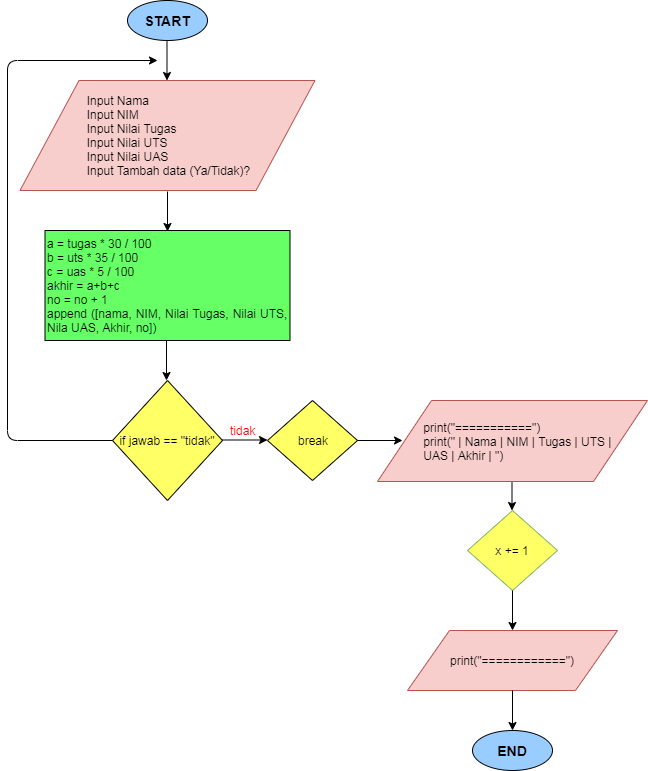 START
Input Nama
Input NIM
Input Nilai Tugas
Input Nilai UTS
Input Nilai UAS
Input Tambah data (Ya/Tidak)?
a = tugas * 30 / 100
b = uts * 35 / 100
c = uas * 5 / 100
akhir = a+b+c
no = no + 1
append ([nama, NIM, Nilai Tugas, Nilai UTS,
Nila UAS, Akhir, no])
if jawab == "tidak"
tidak
break
print("===========")
print(" | Nama | NIM | Tugas | UTS |
UAS | Akhir | ")
x += 1
print("============")
END